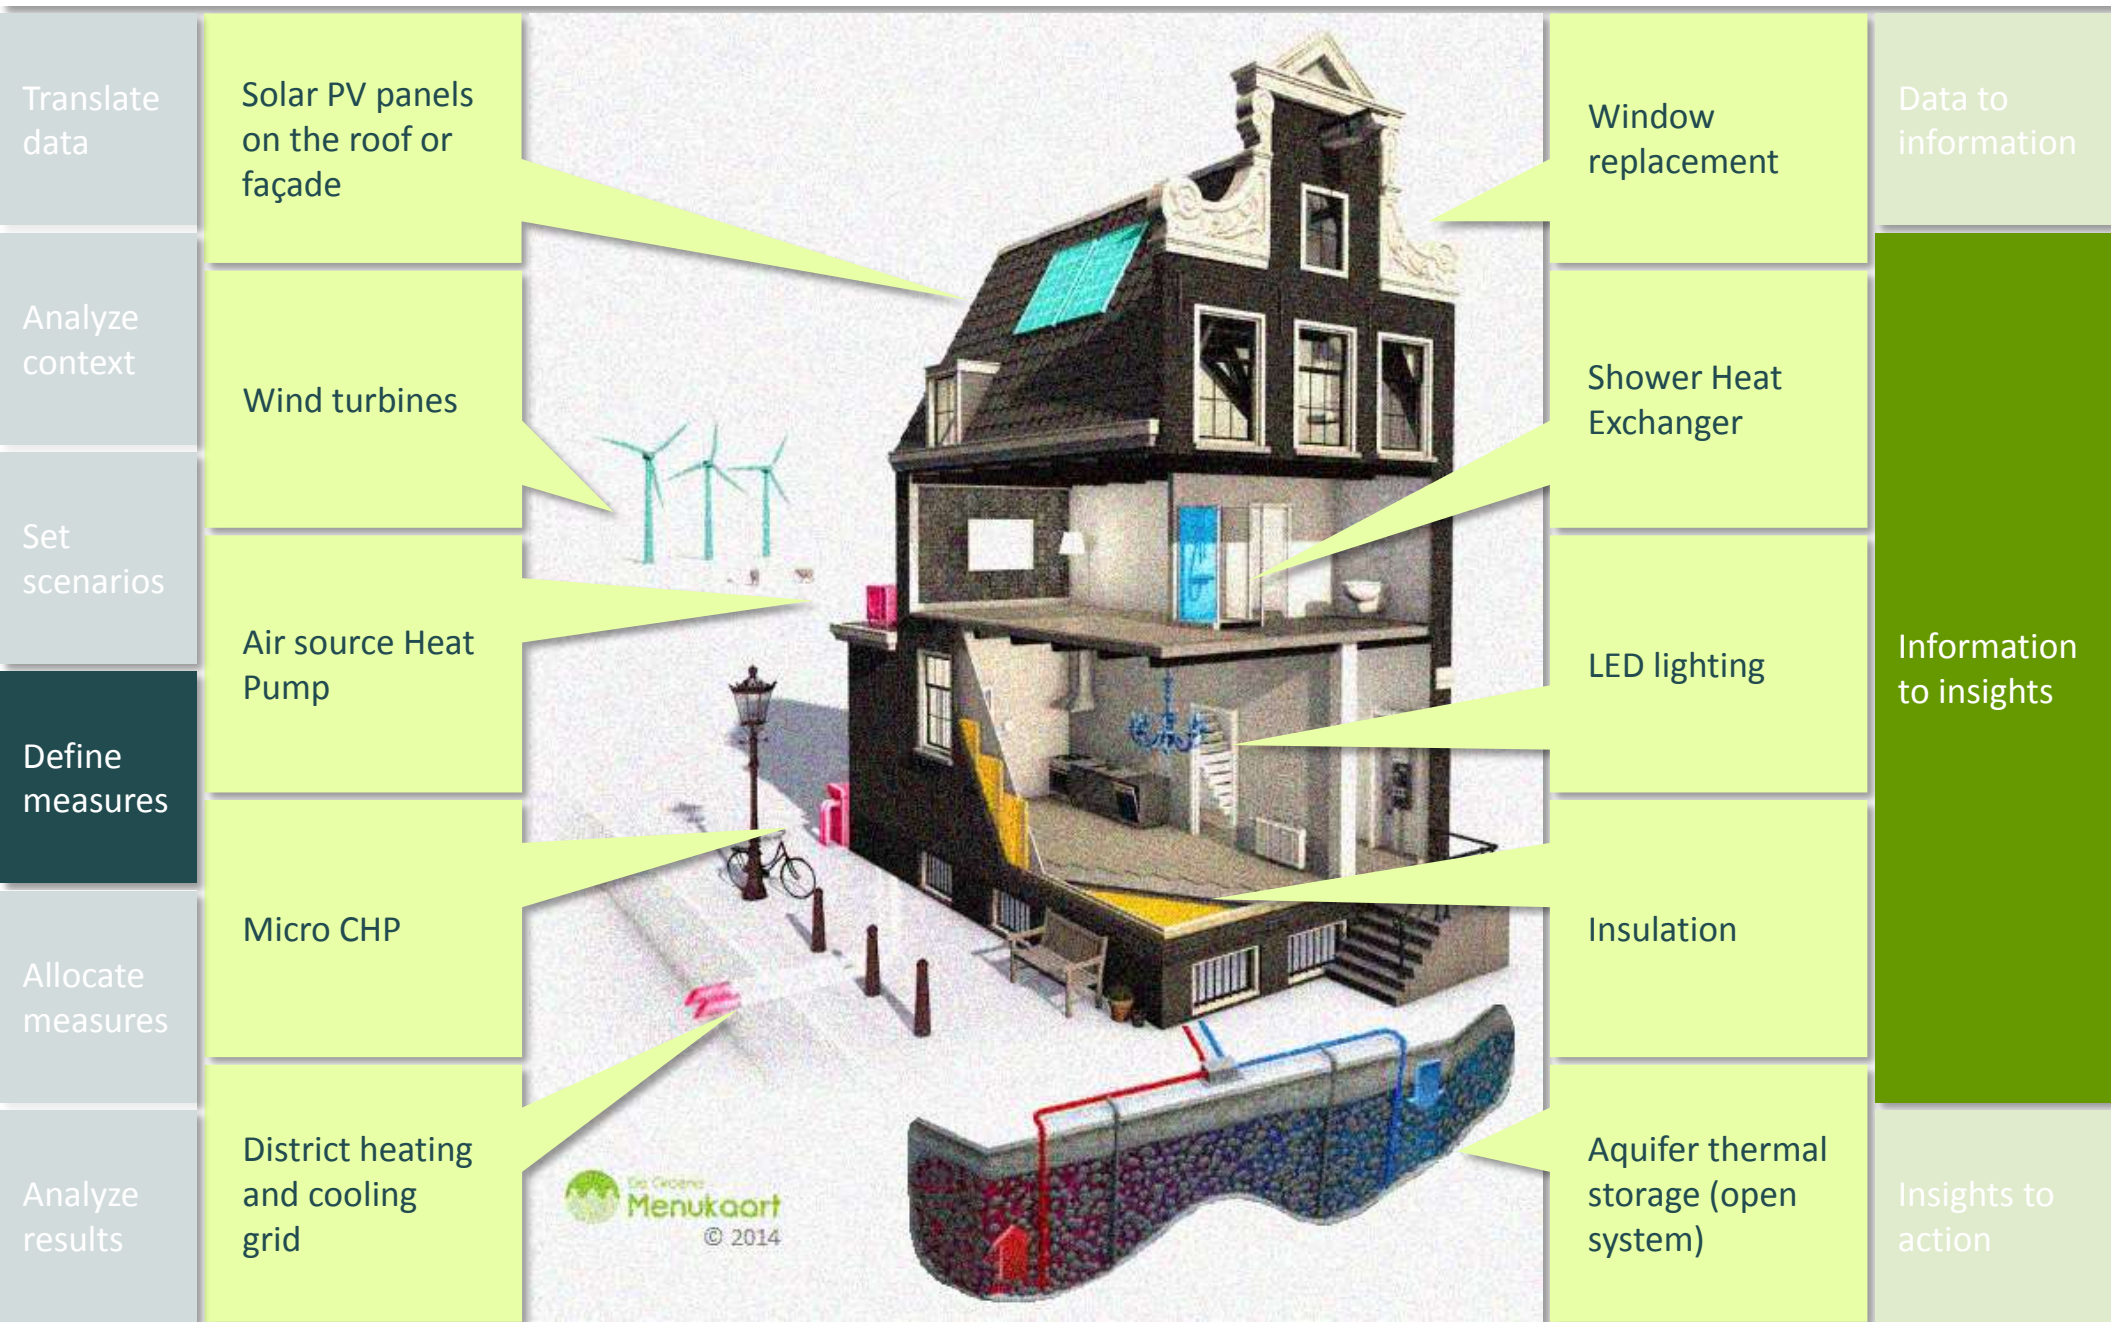 Translate
data
Analyze
context
Set
scenarios
Define
measures
Allocate
measures
Analyze
results
Solar PV panels
on the roof or
façade
Wind turbines
Air source Heat
Pump
Micro CHP
District heating
and cooling
grid
De Groene
Menukaart
© 2014
Window
replacement
Shower Heat
Exchanger
LED lighting
Insulation
Aquifer thermal
storage (open
system)
Data to
information
Information
to insights
Insights to
action